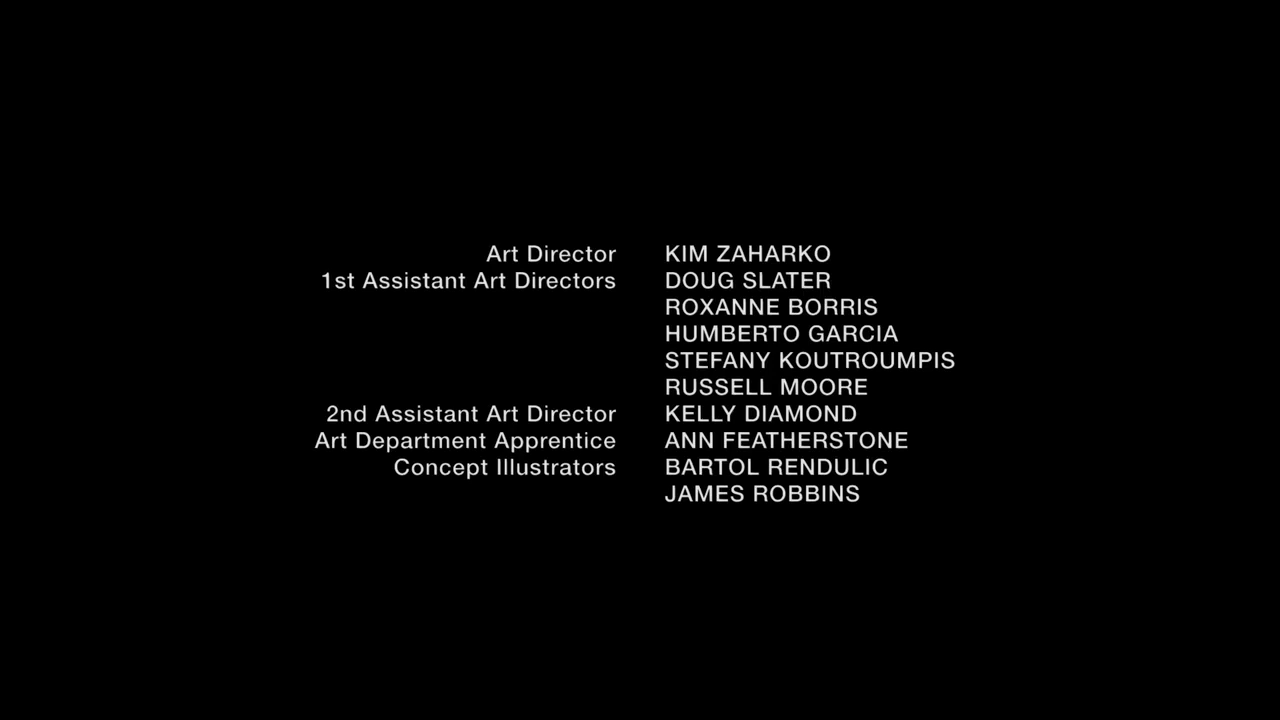 Art Director KIM ZAHARKO
1st Assistant Art Directors DOUG SLATER
ROXANNE BORRIS
HUMBERTO GARCIA
STEFANY KOUTROUMPIS
RUSSELL MOORE
2nd Assistant Art Director KELLY DIAMOND
Art Department Apprentice ANN FEATHERSTONE
Concept Illustrators BARTOL RENDULIC
JAMES ROBBINS